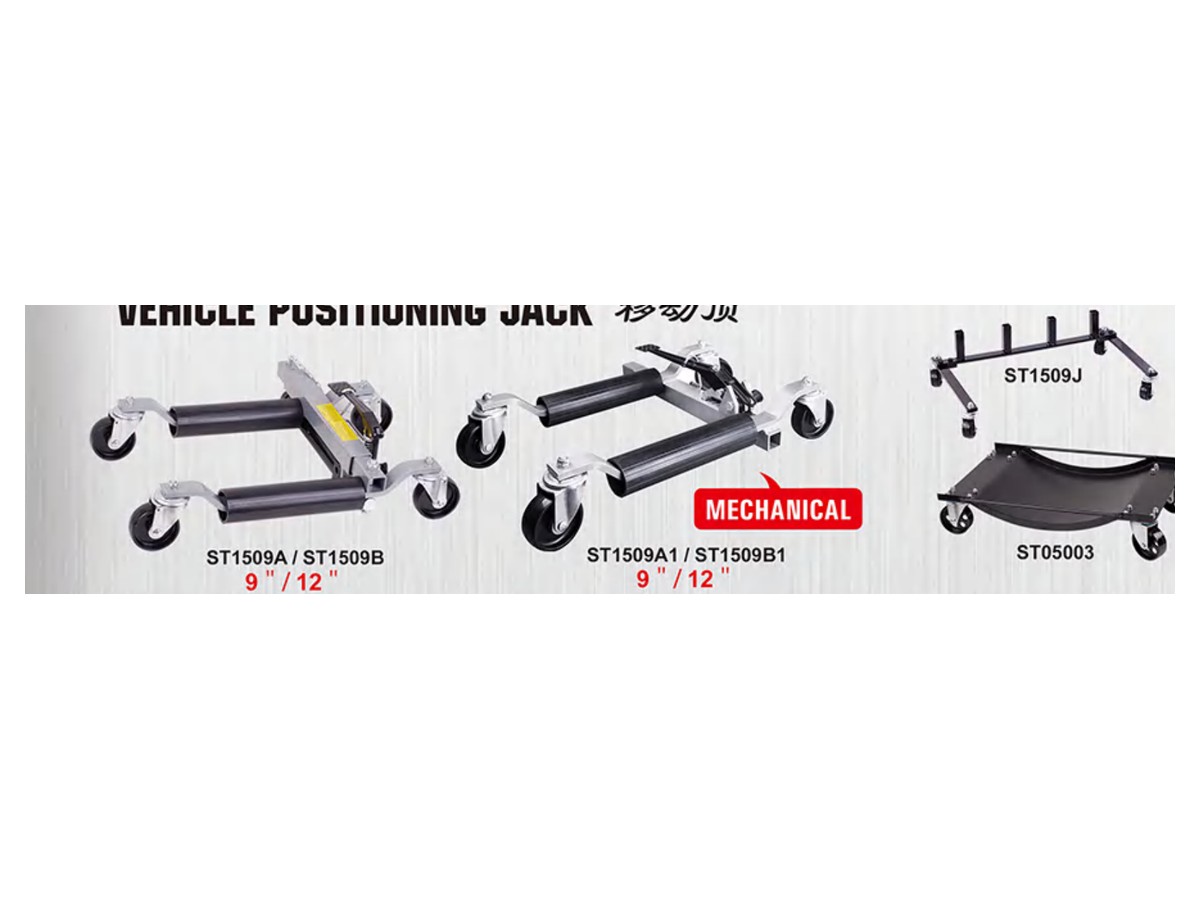 VEHICLE POSITIONING JACK 移动顶
ST1509J
MECHANICAL
ST1509A / ST1509B
9 " / 12 "
ST1509A1 / ST1509B1
9 " / 12 "
ST05003